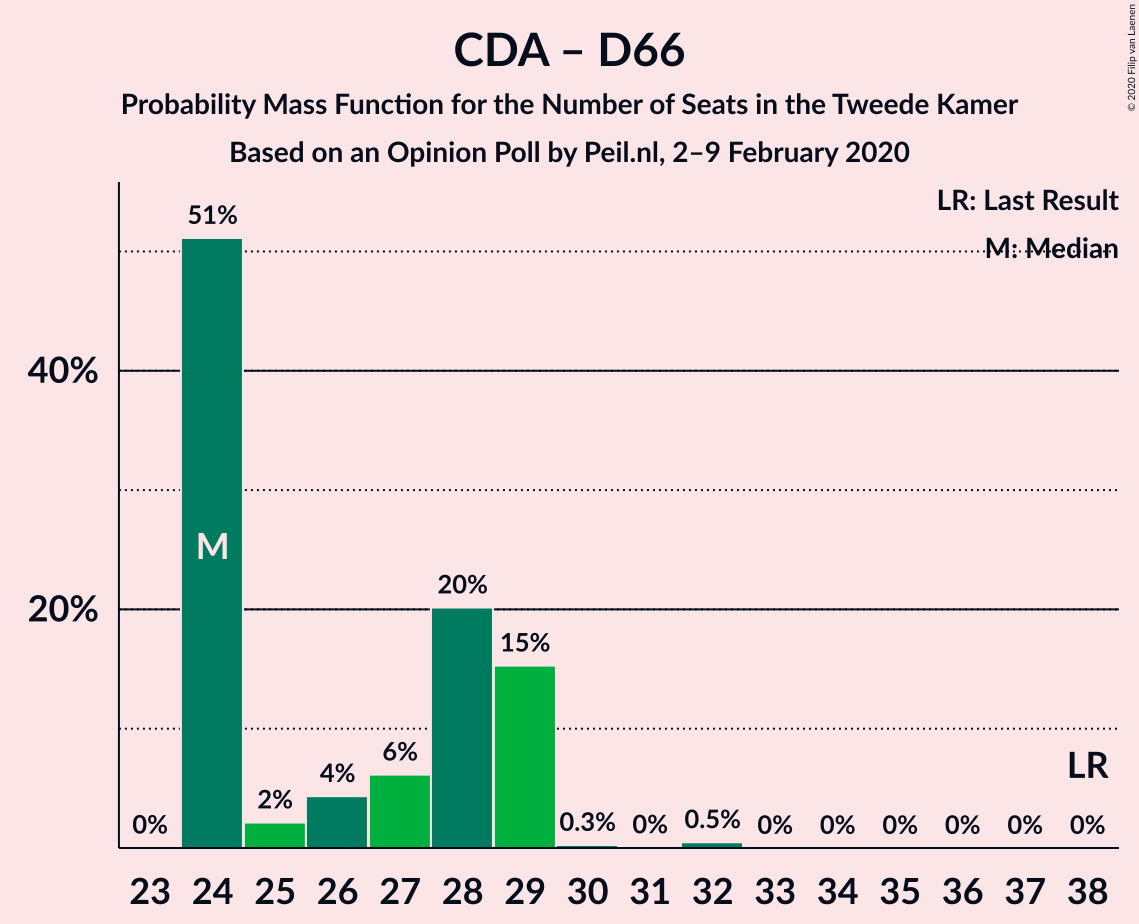 CDA – D66
Probability Mass Function for the Number of Seats in the Tweede Kamer
Based on an Opinion Poll by Peil.nl, 2–9 February 2020
© 2020 Filip van Laenen
LR: Last Result
M: Median
51%
40%
M
20%
20%
15%
6%
4%
2%
0%
0.3%
0%
0.5%
0%
0%
0%
0%
0%
0%
LR
23 24 25 26 27 28 29 30 31 32 33 34 35 36 37 38